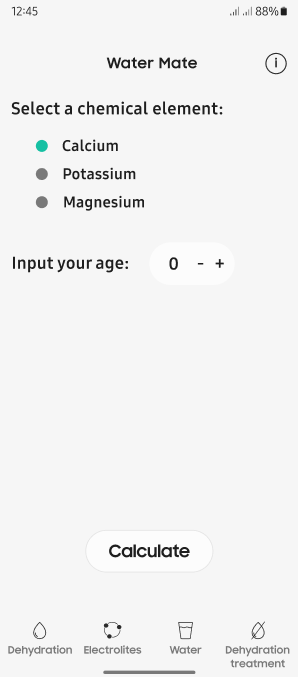 12:45 88%
Water Mate
Select a chemical element:
Calcium
Potassium
Magnesium
Input your age: 0 - +
Calculate
Dehydration Electrolites Water Dehydration
treatment